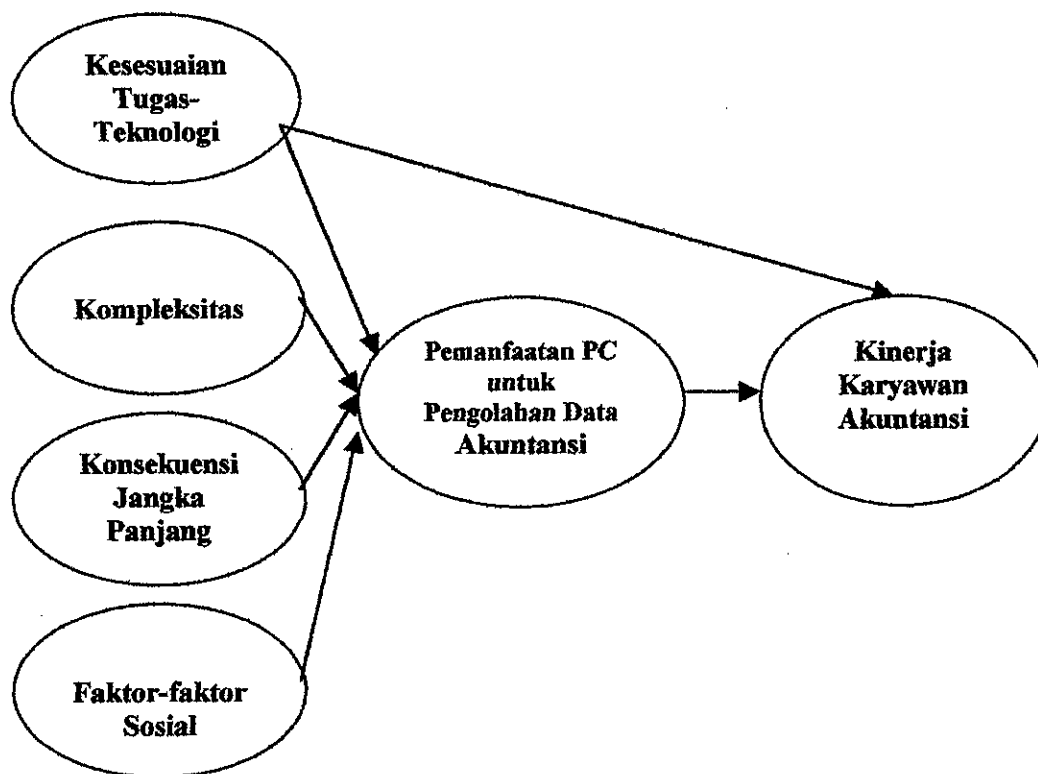 Kesesuaian
Tugas-
Teknologi
Kompleksitas
Konsekuensi
Jangka
Panjang
Faktor-faktor
Sosial
Pemanfaatan PC
untuk
Pengolahan Data
Akuntansi
Kinerja
Karyawan
Akuntansi